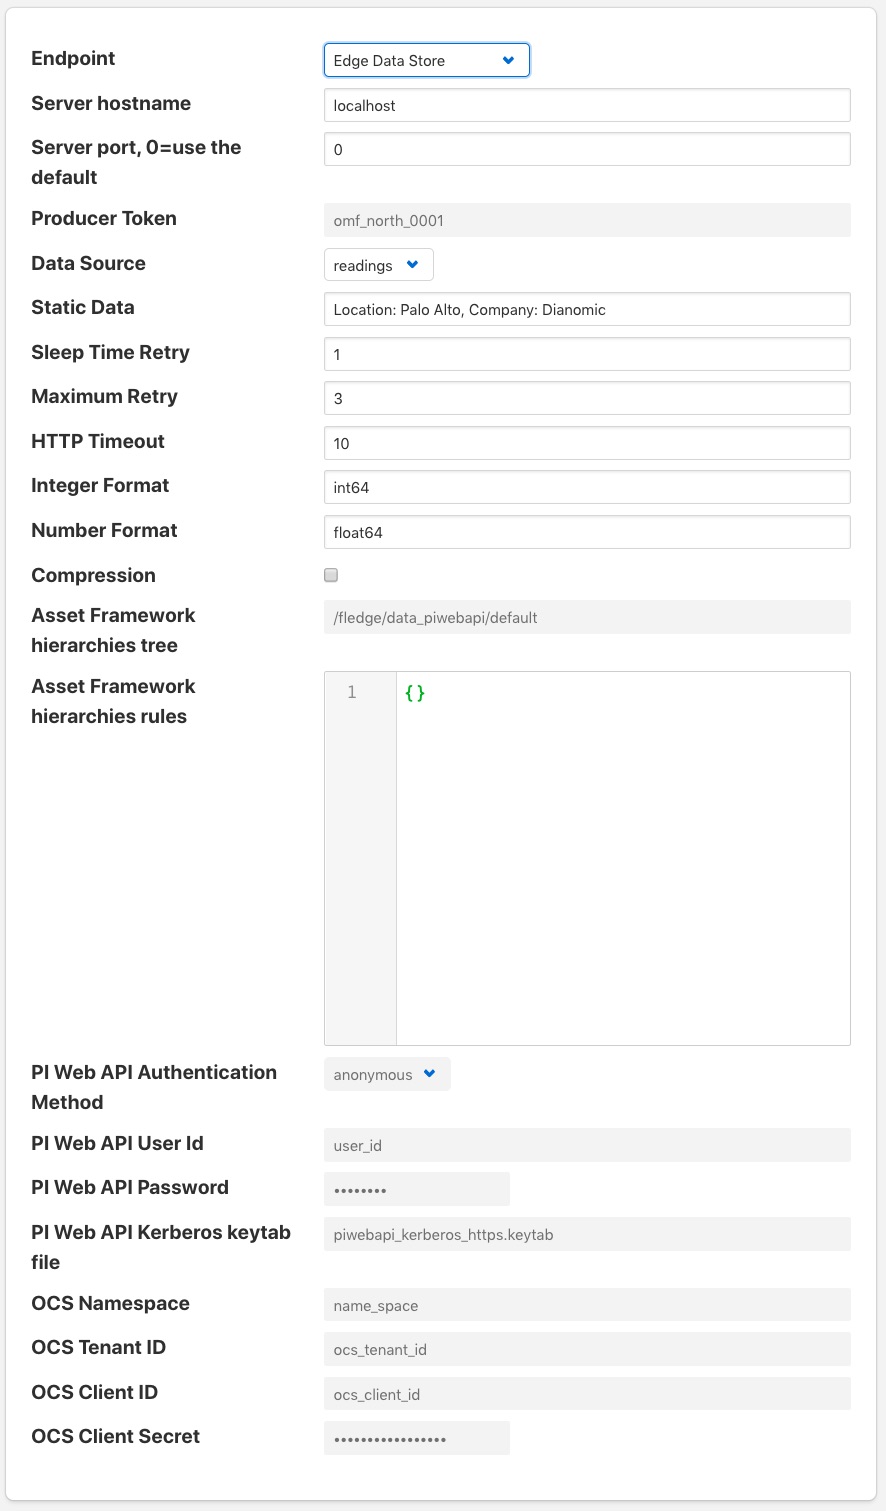 Endpoint
Edge Data Store
Server hostname
localhost
Server port, 0=use the
default
0
Producer Token
omf_north_0001
Data Source
readings
Static Data
Location: Palo Alto, Company: Dianomic
Sleep Time Retry
1
Maximum Retry
3
HTTP Timeout
10
Integer Format
int64
Number Format
float64
Compression
Asset Framework
hierarchies tree
/fledge/data_piwebapi/default
Asset Framework
hierarchies rules
1
{}
PI Web API Authentication
Method
anonymous
PI Web API User Id
user_id
PI Web API Password
••••••••
PI Web API Kerberos keytab
file
piwebapi_kerberos_https.keytab
OCS Namespace
name_space
OCS Tenant ID
ocs_tenant_id
OCS Client ID
ocs_client_id
OCS Client Secret
•••••••••••••••••